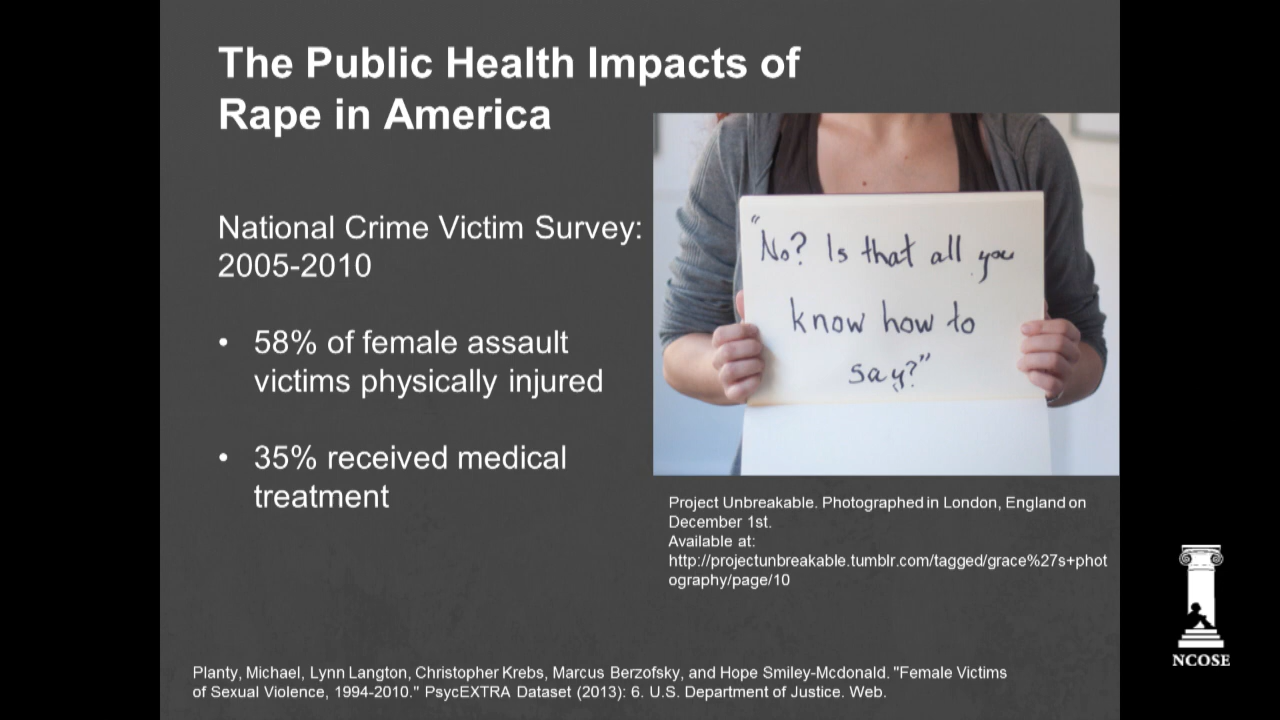 The Public Health Impacts of
Rape in America
National Crime Victim Survey:
2005-2010
• 58% of female assault
victims physically injured
• 35% received medical
treatment
"No? Is that all you
know how to
say?"
Project Unbreakable. Photographed in London, England on
December 1st.
Available at:
http://projectunbreakable.tumblr.com/tagged/grace%27s+phot
ography/page/10
NCOSE
Planty, Michael, Lynn Langton, Christopher Krebs, Marcus Berzofsky, and Hope Smiley-Mcdonald. "Female Victims
of Sexual Violence, 1994-2010." PsycEXTRA Dataset (2013): 6. U.S. Department of Justice. Web.